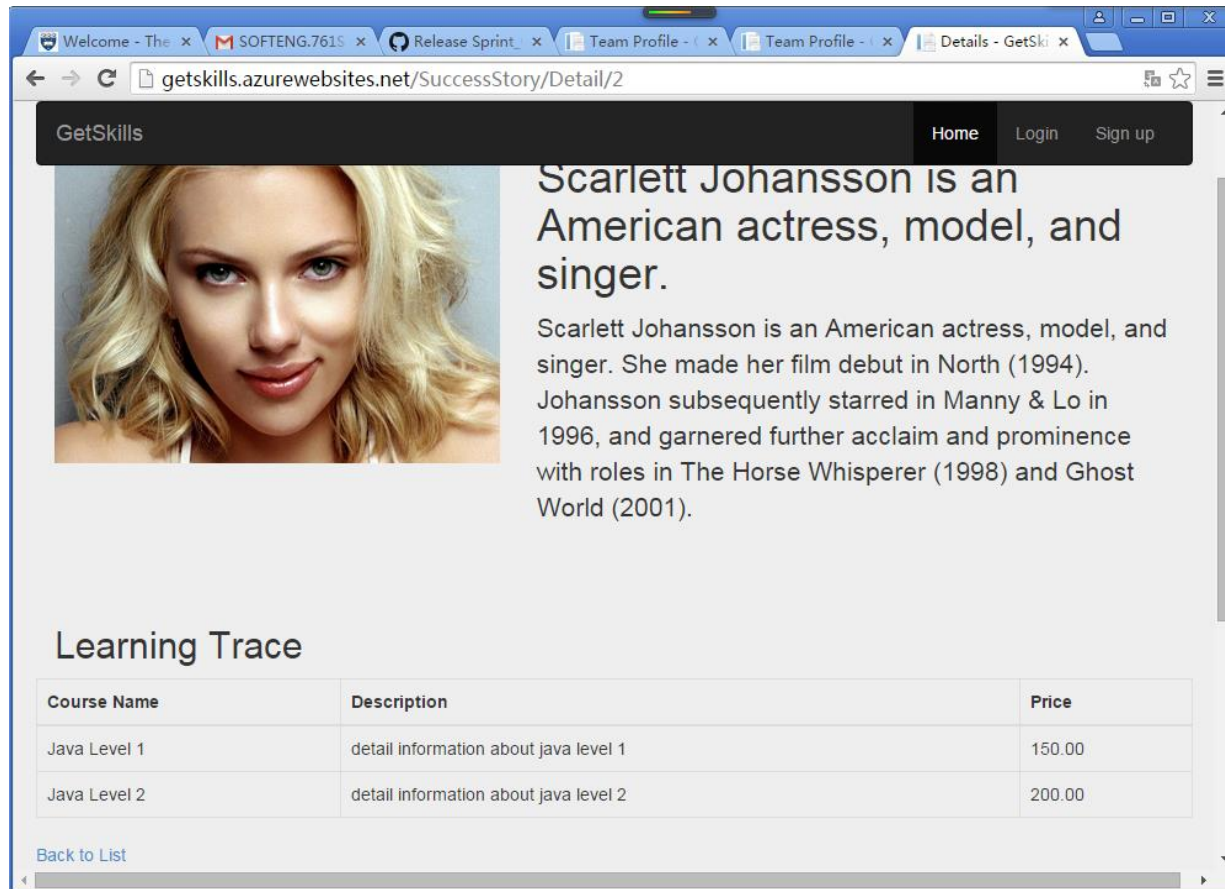 Welcome - The
SOFTENG.761S
Release Sprint_
Team Profile - (
Team Profile - (
Details - GetSki
getskills.azurewebsites.net/SuccessStory/Detail/2
GetSkills
Home
Login
Sign up
Scarlett Johansson is an
American actress, model, and
singer.
Scarlett Johansson is an American actress, model, and
singer. She made her film debut in North (1994).
Johansson subsequently starred in Manny & Lo in
1996, and garnered further acclaim and prominence
with roles in The Horse Whisperer (1998) and Ghost
World (2001).
Learning Trace
Course Name Description Price
Java Level 1 detail information about java level 1 150.00
Java Level 2 detail information about java level 2 200.00
Back to List